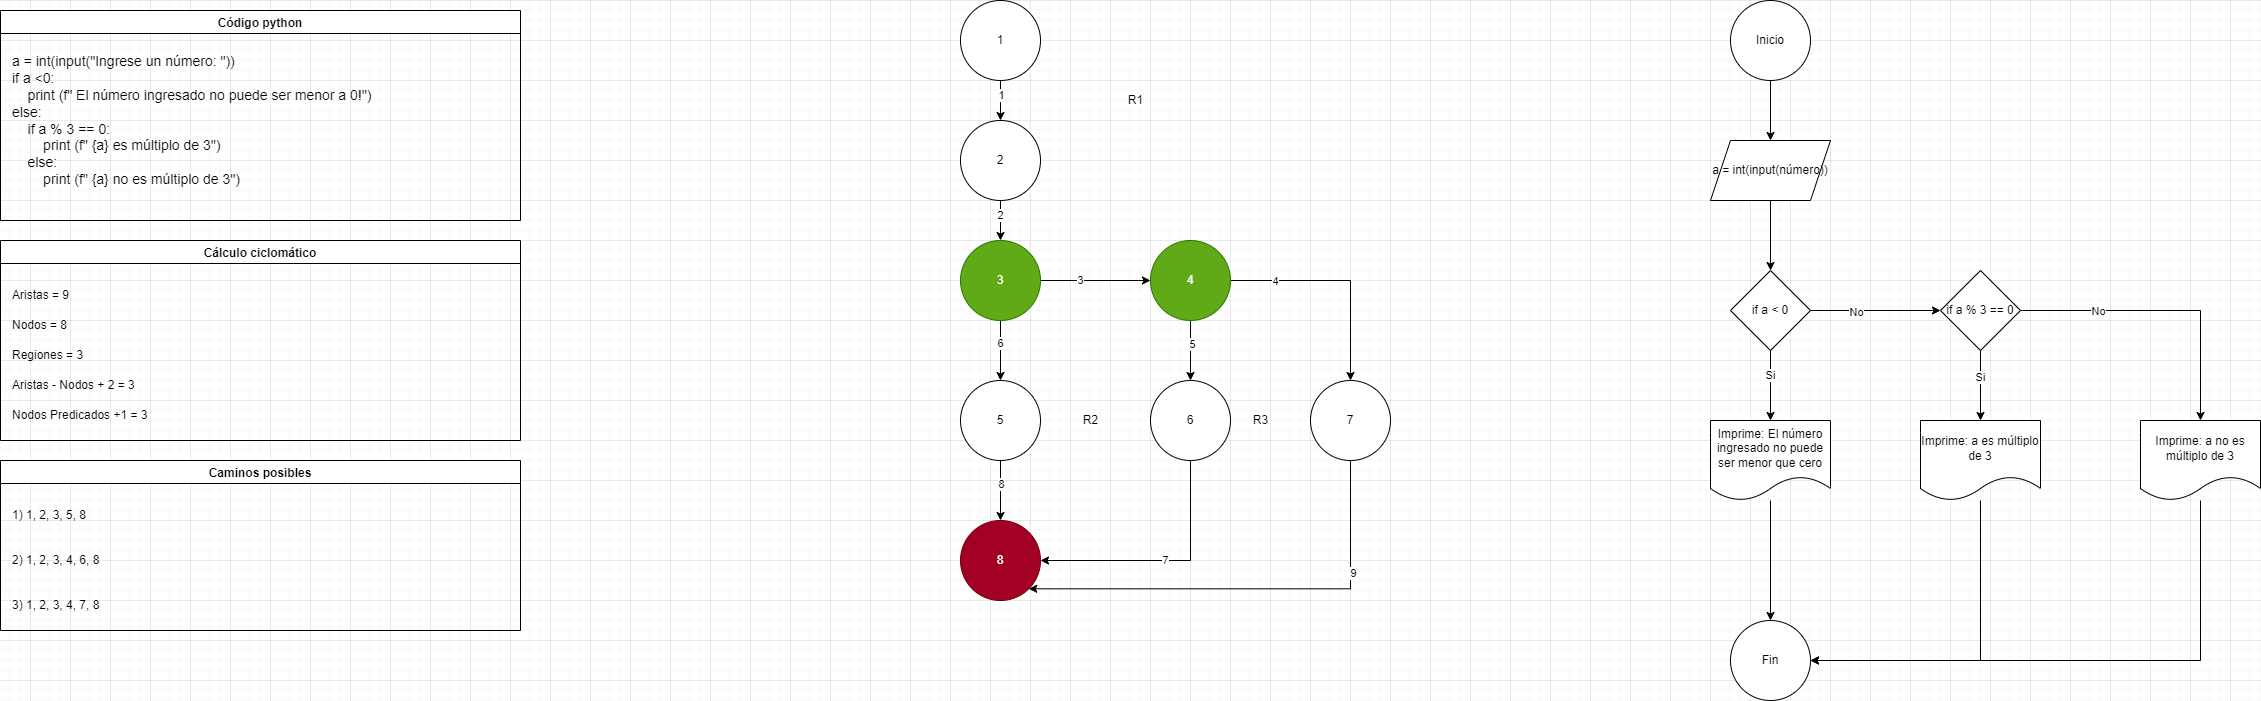 Código python
a = int(input("Ingrese un número: "))
if a <0:
    print (f" El número ingresado no puede ser menor a 0!")
else:
    if a % 3 == 0:
        print (f" {a} es múltiplo de 3")
    else:
        print (f" {a} no es múltiplo de 3")
Cálculo ciclomático
Aristas = 9
Nodos = 8
Regiones = 3
Aristas - Nodos + 2 = 3
Nodos Predicados +1 = 3
Caminos posibles
1) 1, 2, 3, 5, 8
2) 1, 2, 3, 4, 6, 8
3) 1, 2, 3, 4, 7, 8
1
1
R1
2
2
3
3
4
4
6
5
5
R2
6
R3
7
8
8
7
9
Inicio
a = int(input(número))
if a < 0
No
if a % 3 == 0
No
Si
Si
Imprime: El número
ingresado no puede
ser menor que cero
Imprime: a es múltiplo
de 3
Imprime: a no es
múltiplo de 3
Fin